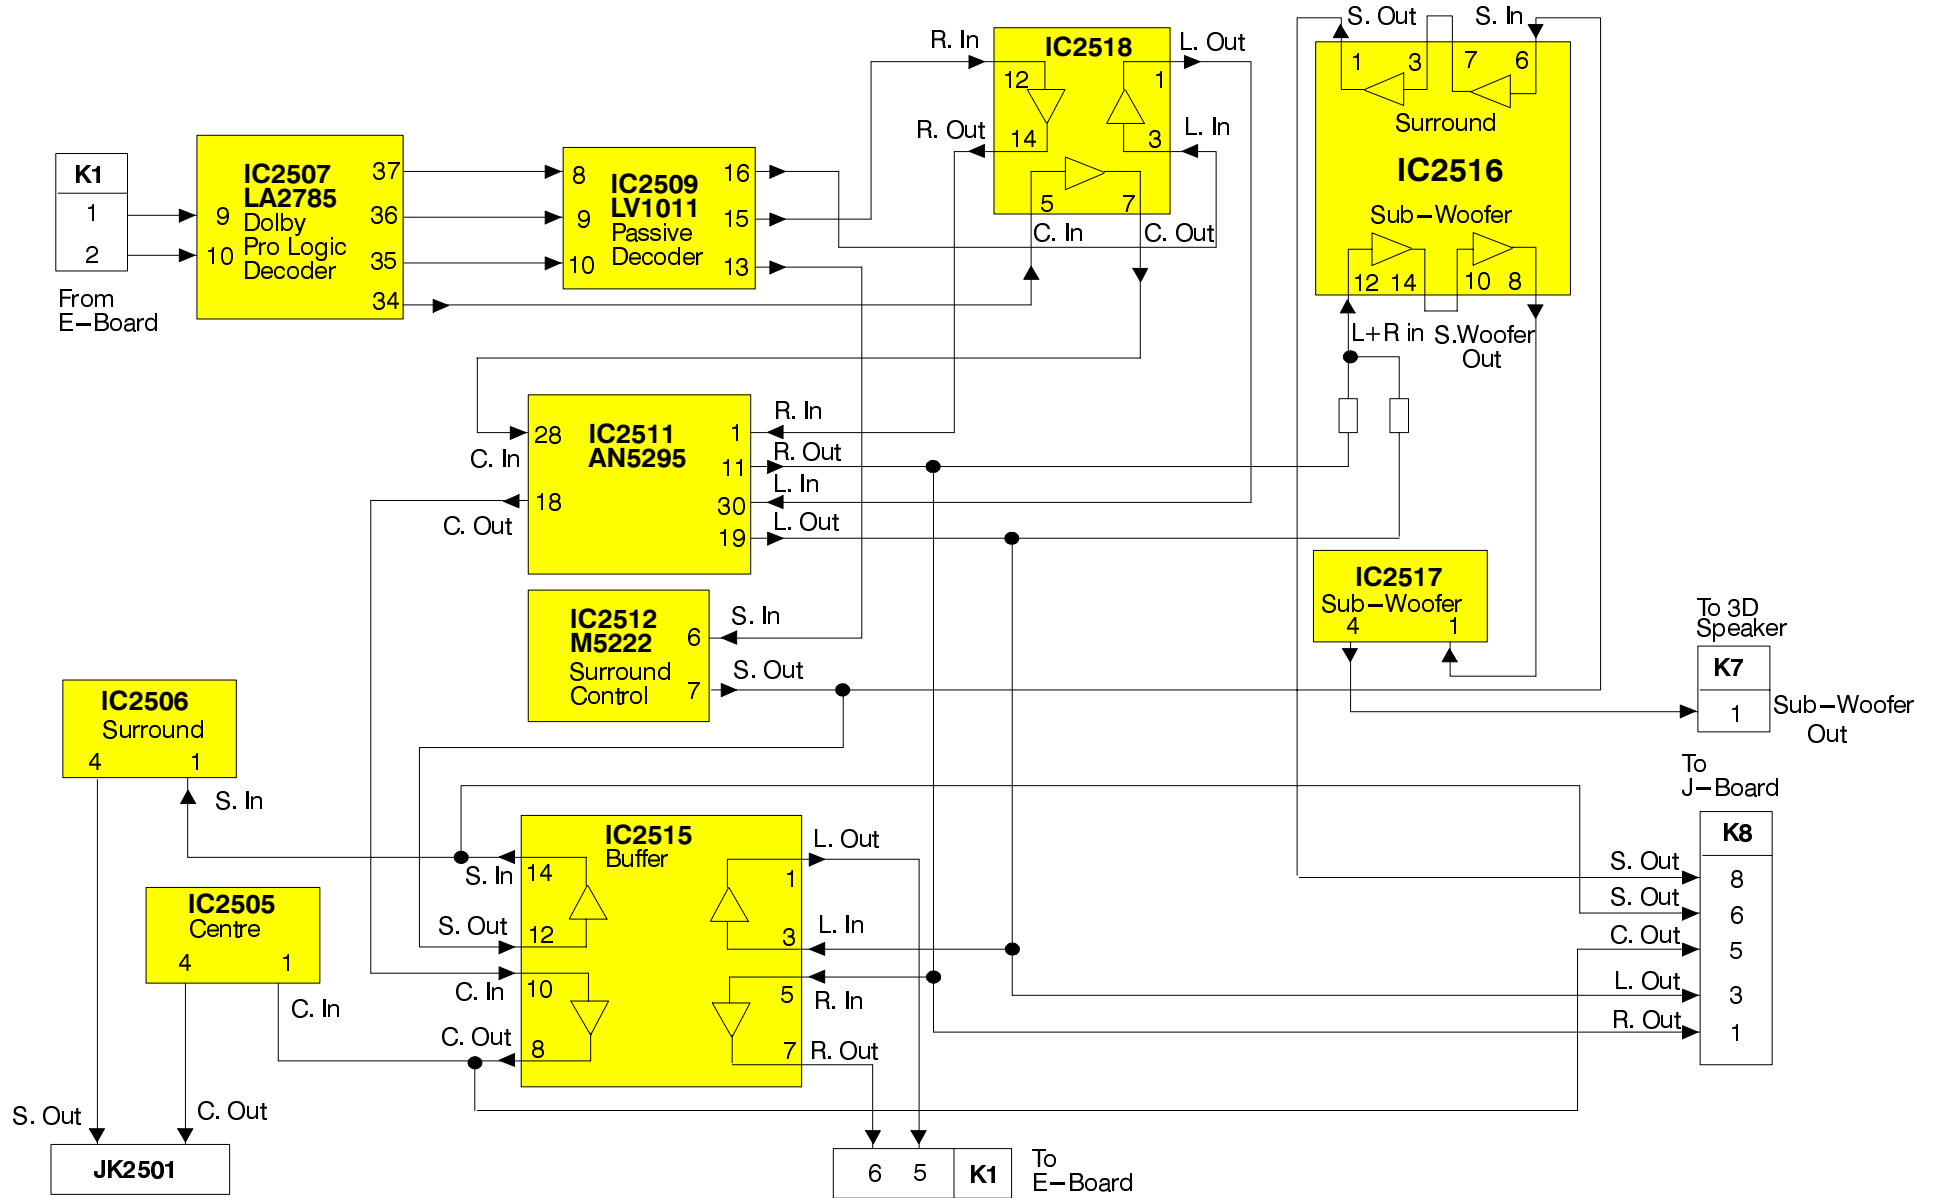 S. Out
S. In
R. In
IC2518
L. Out
12
1
R. Out
14
3
L. In
5
7
C. In
C. Out
1
3
7
6
Surround
IC2516
Sub-Woofer
12
14
10
8
L+R in
S.Woofer
Out
K1
1
2
From
E-Board
IC2507
LA2785
Dolby
Pro Logic
Decoder
9
10
37
36
35
34
8
9
10
IC2509
LV1011
Passive
Decoder
16
15
13
28
C. In
IC2511
AN5295
18
C. Out
1
R. In
11
R. Out
30
L. In
19
L. Out
IC2512
M5222
Surround
Control
6
S. In
7
S. Out
IC2517
Sub-Woofer
4
1
To 3D
Speaker
K7
1
Sub-Woofer
Out
IC2506
Surround
4
1
S. In
To
J-Board
K8
S. Out
8
S. Out
6
C. Out
5
L. Out
3
R. Out
1
IC2515
Buffer
S. In
14
L. Out
1
S. Out
12
3
L. In
C. In
10
5
R. In
C. Out
8
7
R. Out
IC2505
Centre
4
1
C. In
S. Out
C. Out
JK2501
6
5
K1
To
E-Board